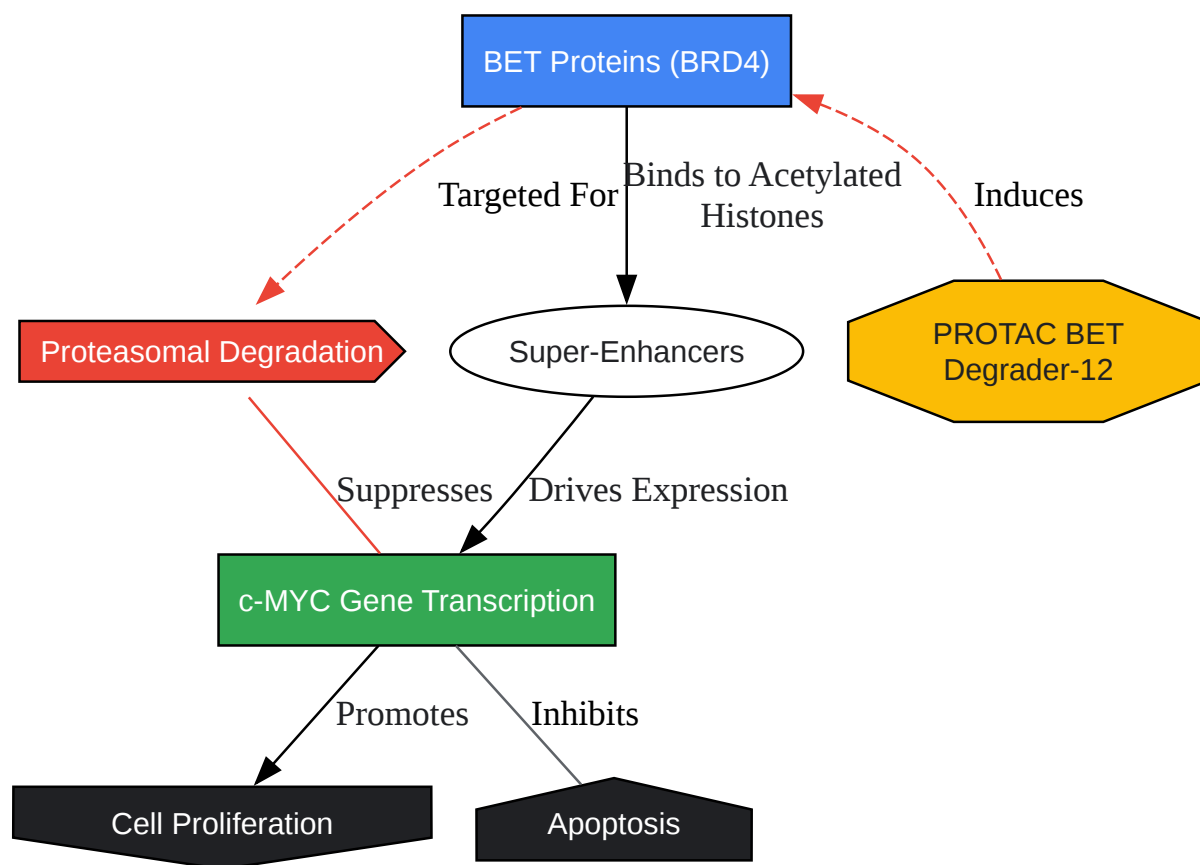 BET Proteins (BRD4)
Targeted For
Binds to Acetylated
Histones
Induces
Proteasomal Degradation
Super-Enhancers
PROTAC BET
Degrader-12
Suppresses
Drives Expression
c-MYC Gene Transcription
Promotes
Inhibits
Cell Proliferation
Apoptosis